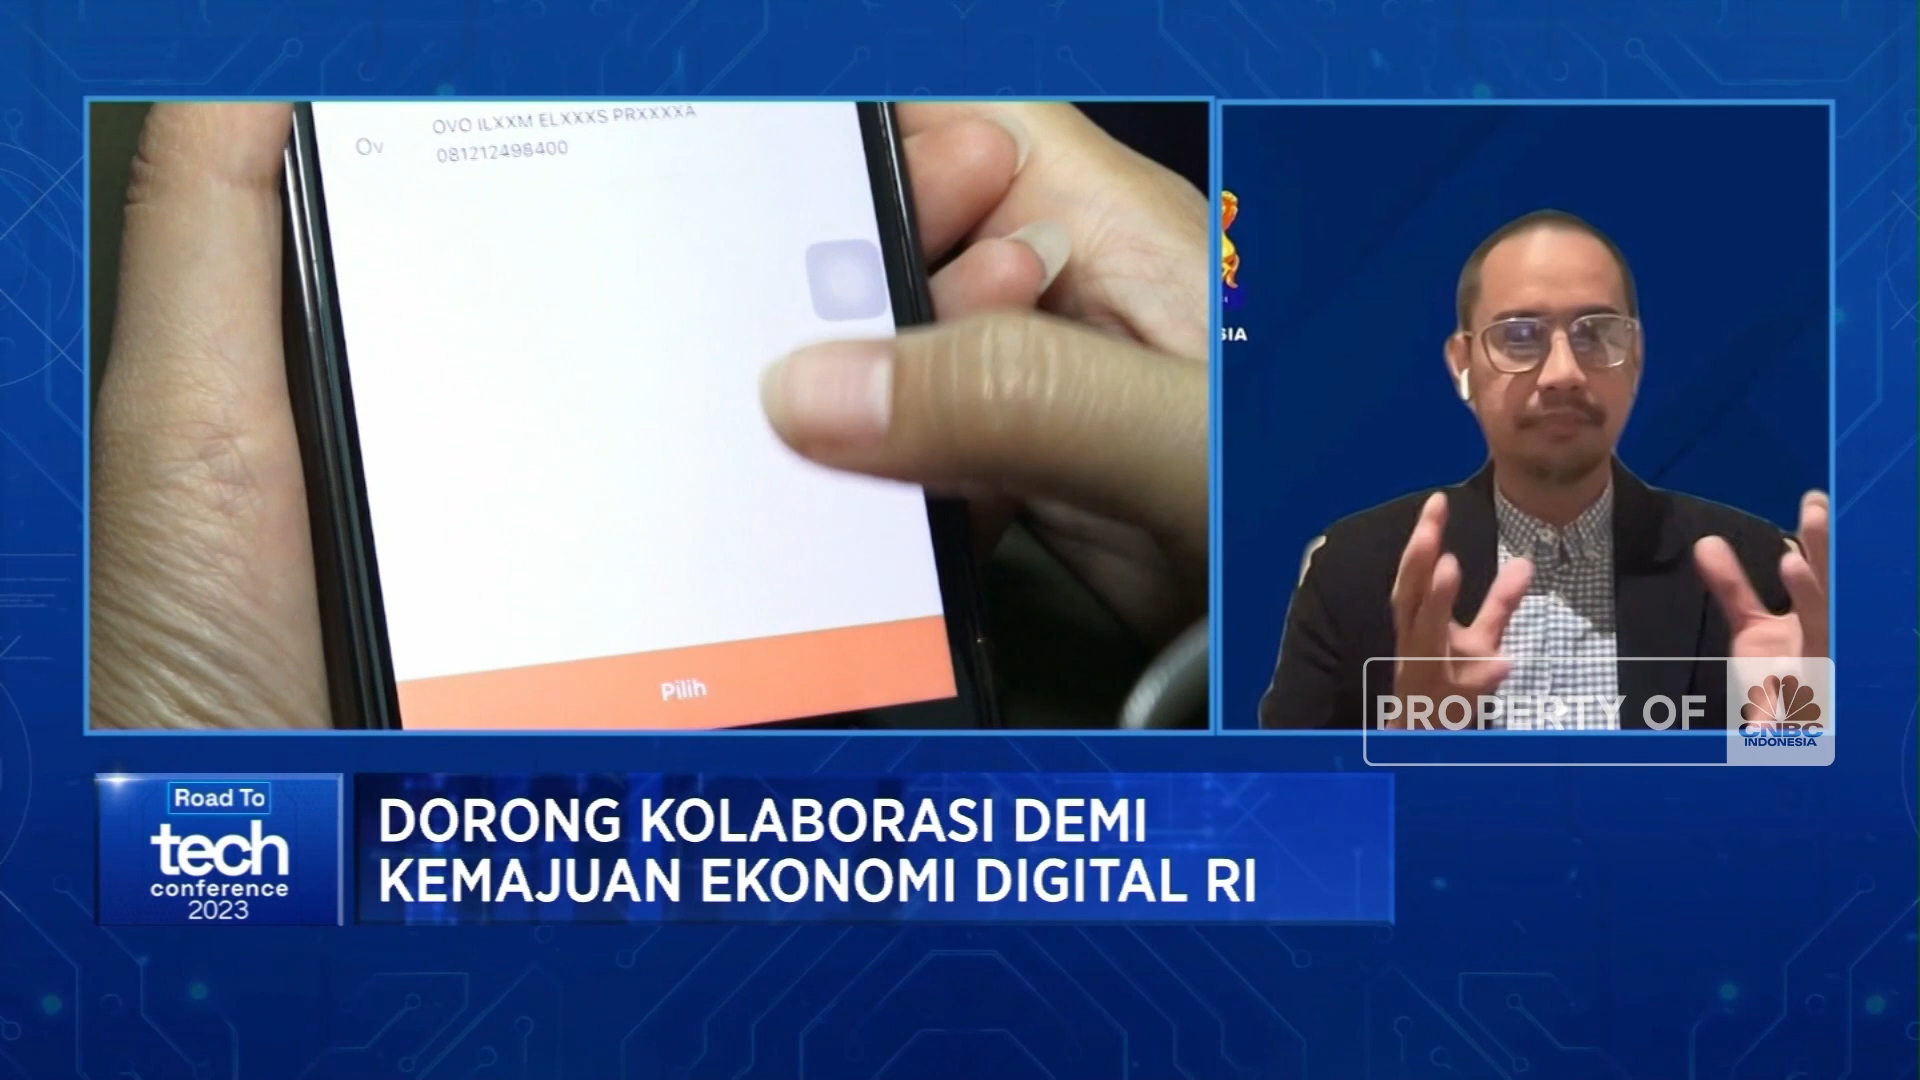 OVO ILXXM ELXXXS PRXXXXA
Ov
081212498400
Pilih
SIA
PROPERTY OF
CNBC
INDONESIA
Road To
tech
conference
2023
DORONG KOLABORASI DEMI
KEMAJUAN EKONOMI DIGITAL RI